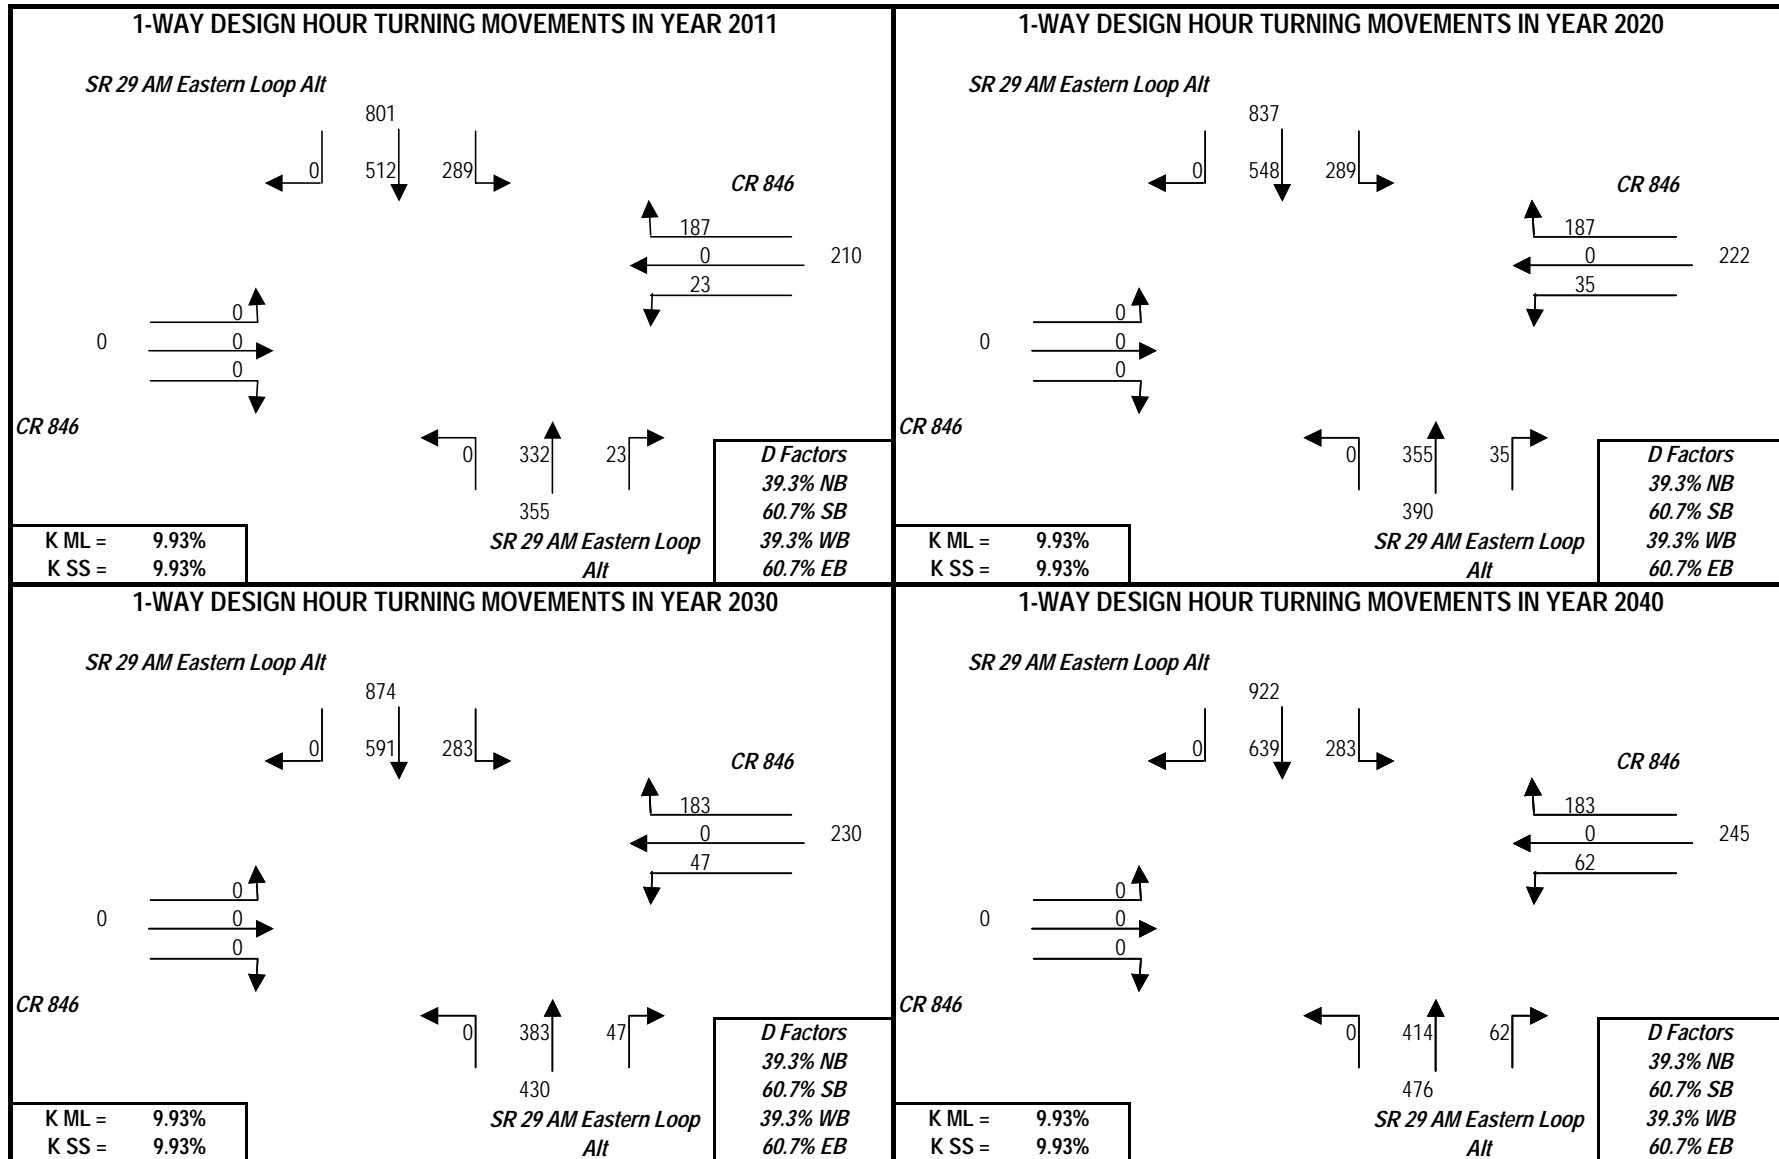 1-WAY DESIGN HOUR TURNING MOVEMENTS IN YEAR 2011
SR 29 AM Eastern Loop Alt
801
0 512 289
CR 846
187
0 210
23
0
0 0
0
CR 846
0 332 23
355
SR 29 AM Eastern Loop
Alt
K ML = 9.93%
K SS = 9.93%
D Factors
39.3% NB
60.7% SB
39.3% WB
60.7% EB
1-WAY DESIGN HOUR TURNING MOVEMENTS IN YEAR 2020
SR 29 AM Eastern Loop Alt
837
0 548 289
CR 846
187
0 222
35
0
0 0
0
CR 846
0 355 35
390
SR 29 AM Eastern Loop
Alt
K ML = 9.93%
K SS = 9.93%
D Factors
39.3% NB
60.7% SB
39.3% WB
60.7% EB
1-WAY DESIGN HOUR TURNING MOVEMENTS IN YEAR 2030
SR 29 AM Eastern Loop Alt
874
0 591 283
CR 846
183
0 230
47
0
0 0
0
CR 846
0 383 47
430
SR 29 AM Eastern Loop
Alt
K ML = 9.93%
K SS = 9.93%
D Factors
39.3% NB
60.7% SB
39.3% WB
60.7% EB
1-WAY DESIGN HOUR TURNING MOVEMENTS IN YEAR 2040
SR 29 AM Eastern Loop Alt
922
0 639 283
CR 846
183
0 245
62
0
0 0
0
CR 846
0 414 62
476
SR 29 AM Eastern Loop
Alt
K ML = 9.93%
K SS = 9.93%
D Factors
39.3% NB
60.7% SB
39.3% WB
60.7% EB